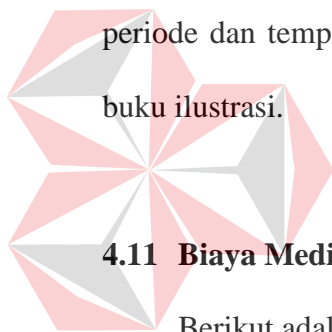 periode dan temp
buku ilustrasi.
4.11 Biaya Medi
Berikut adal